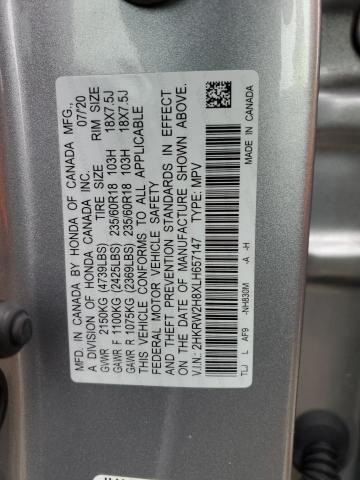 MFD. IN CANADA BY HONDA OF CANADA MFG., 07/20
A DIVISION OF HONDA CANADA INC.
TIRE SIZE RIM SIZE
GVWR 2150KG (4739LBS)
GAWR F 1100KG (2425LBS) 235/60R18 103H 18X7.5J
GAWR R 1075KG (2369LBS) 235/60R18 103H 18X7.5J
THIS VEHICLE CONFORMS TO ALL APPLICABLE
FEDERAL MOTOR VEHICLE SAFETY
AND THEFT PREVENTION STANDARDS IN EFFECT
ON THE DATE OF MANUFACTURE SHOWN ABOVE.
V.I.N.: 2HKRW2H8XLH657147 TYPE: MPV
TLJ L AF9 -NH830M -A -H
MADE IN CANADA